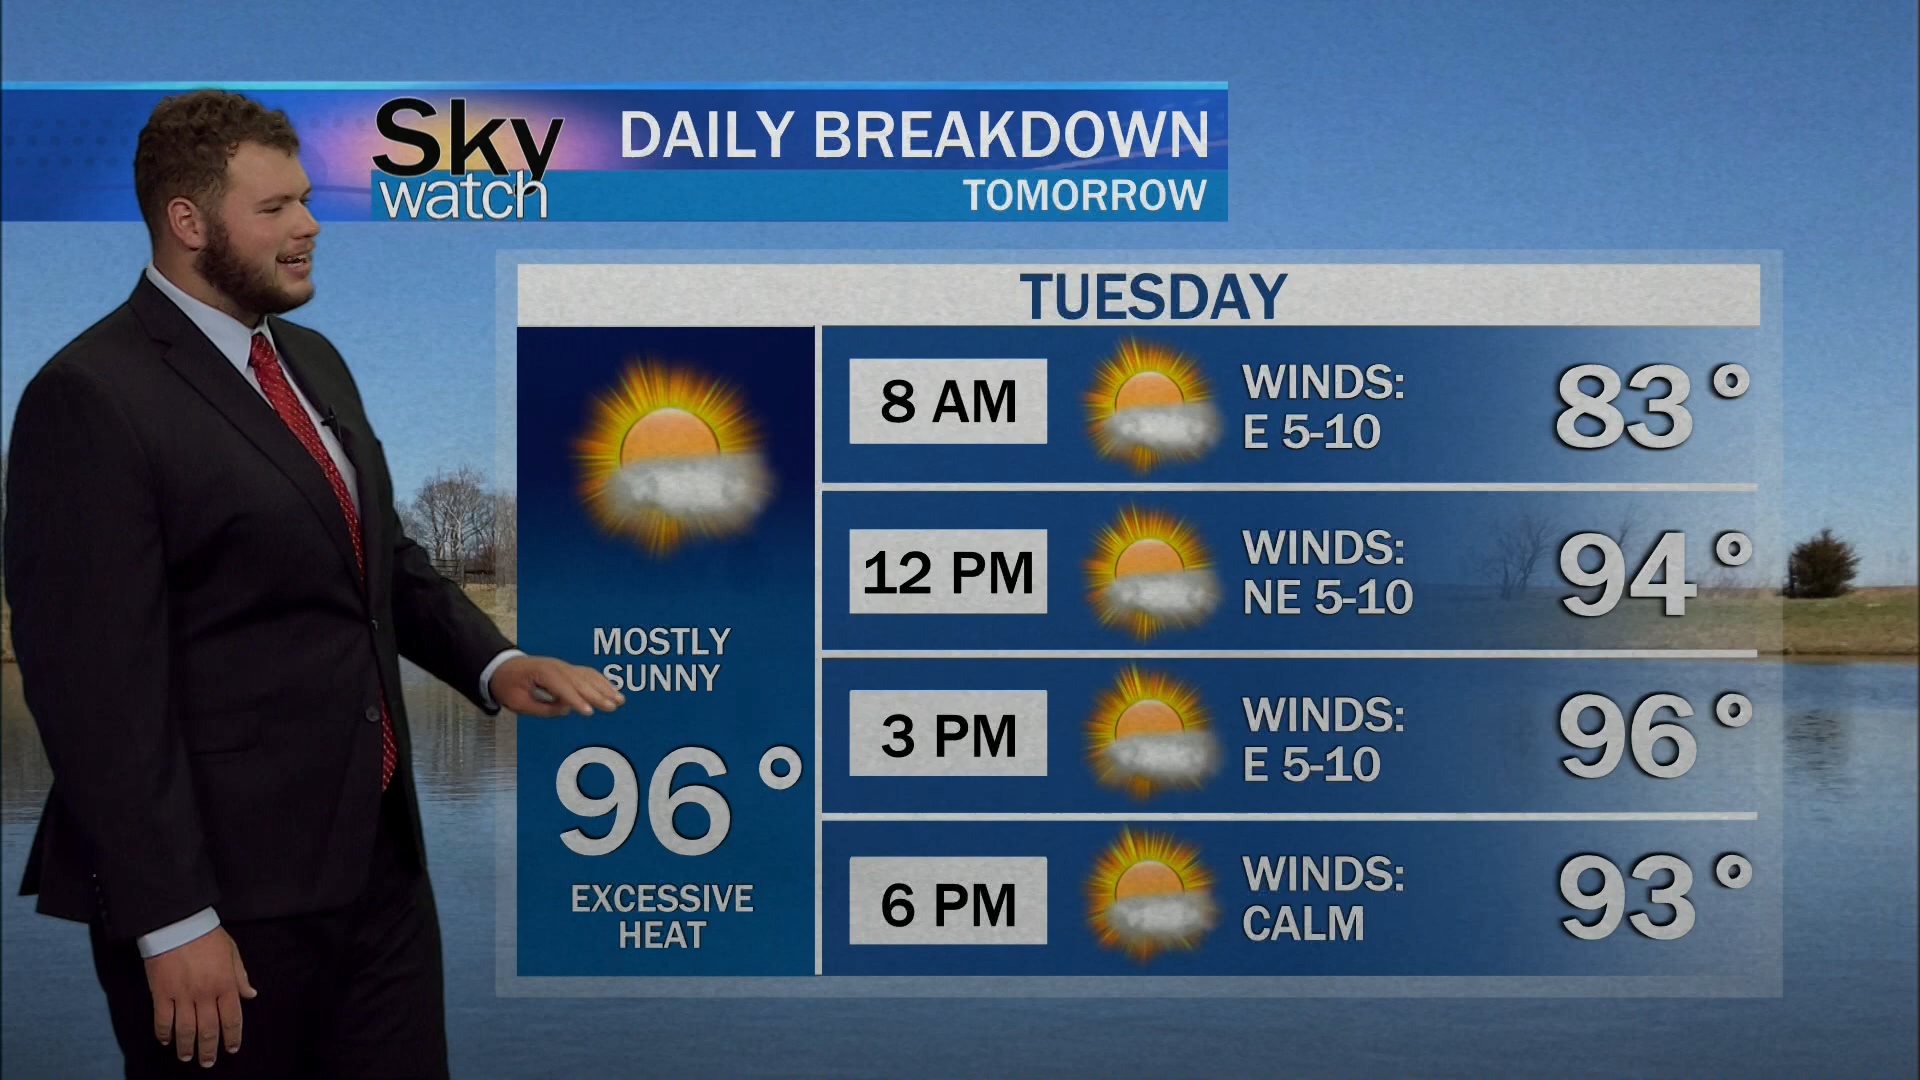 Sky
watch
DAILY BREAKDOWN
TOMORROW
TUESDAY
MOSTLY
SUNNY
96°
EXCESSIVE
HEAT
8 AM
WINDS:
E 5-10
83°
12 PM
WINDS:
NE 5-10
94°
3 PM
WINDS:
E 5-10
96°
6 PM
WINDS:
CALM
93°